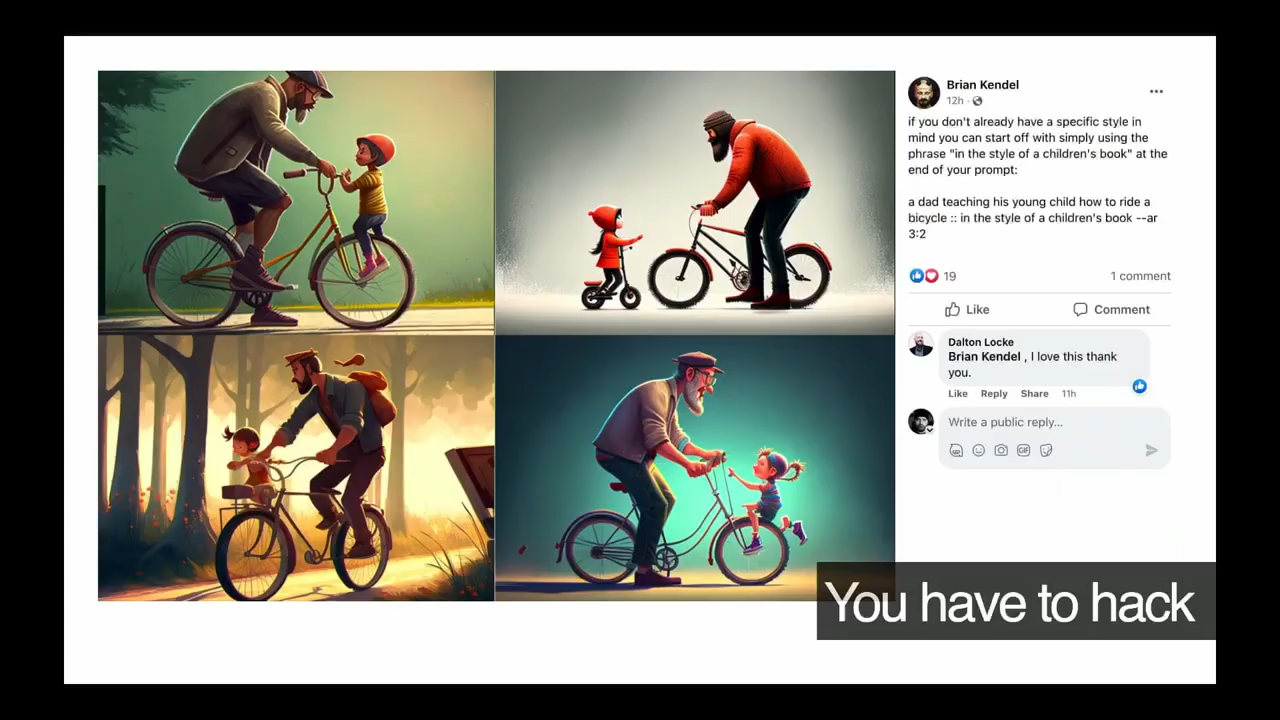 Brian Kendel
12h ·
if you don't already have a specific style in
mind you can start off with simply using the
phrase "in the style of a children's book" at the
end of your prompt:
a dad teaching his young child how to ride a
bicycle :: in the style of a children's book --ar
3:2
19
1 comment
Like
Comment
Dalton Locke
Brian Kendel , I love this thank
you.
Like Reply Share 11h
Write a public reply...
GIF
You have to hack